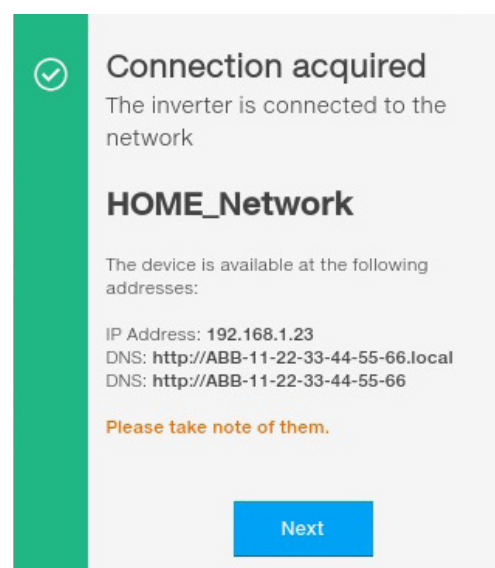 Connection acquired
The inverter is connected to the
network
HOME_Network
The device is available at the following
addresses:
IP Address: 192.168.1.23
DNS: http://ABB-11-22-33-44-55-66.local
DNS: http://ABB-11-22-33-44-55-66
Please take note of them.
Next